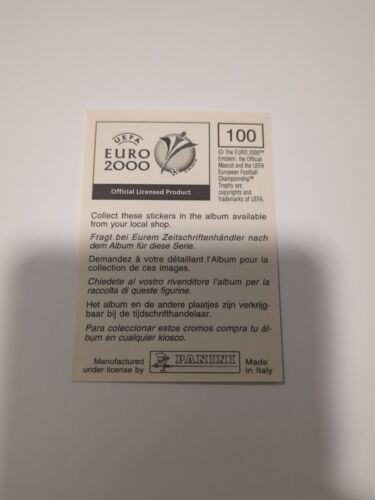 UEFA
EURO
2000
Official Licensed Product
100
© The EURO 2000™
Emblem, the Official
Mascot and the UEFA
European Football
Championship™
Trophy are
copyrights and
trademarks of UEFA.
Collect these stickers in the album available
from your local shop.
Fragt bei Eurem Zeitschriftenhändler nach
dem Album für diese Serie.
Demandez à votre détaillant l'Album pour la
collection de ces images.
Chiedete al vostro rivenditore l'album per la
raccolta di queste figurine.
Het album en de andere plaatjes zijn verkrijg-
baar bij de tijdschrifthandelaar.
Para coleccionar estos cromos compra tu ál-
bum en cualquier kiosco.
Manufactured
under license by
PANINI
Made
in Italy